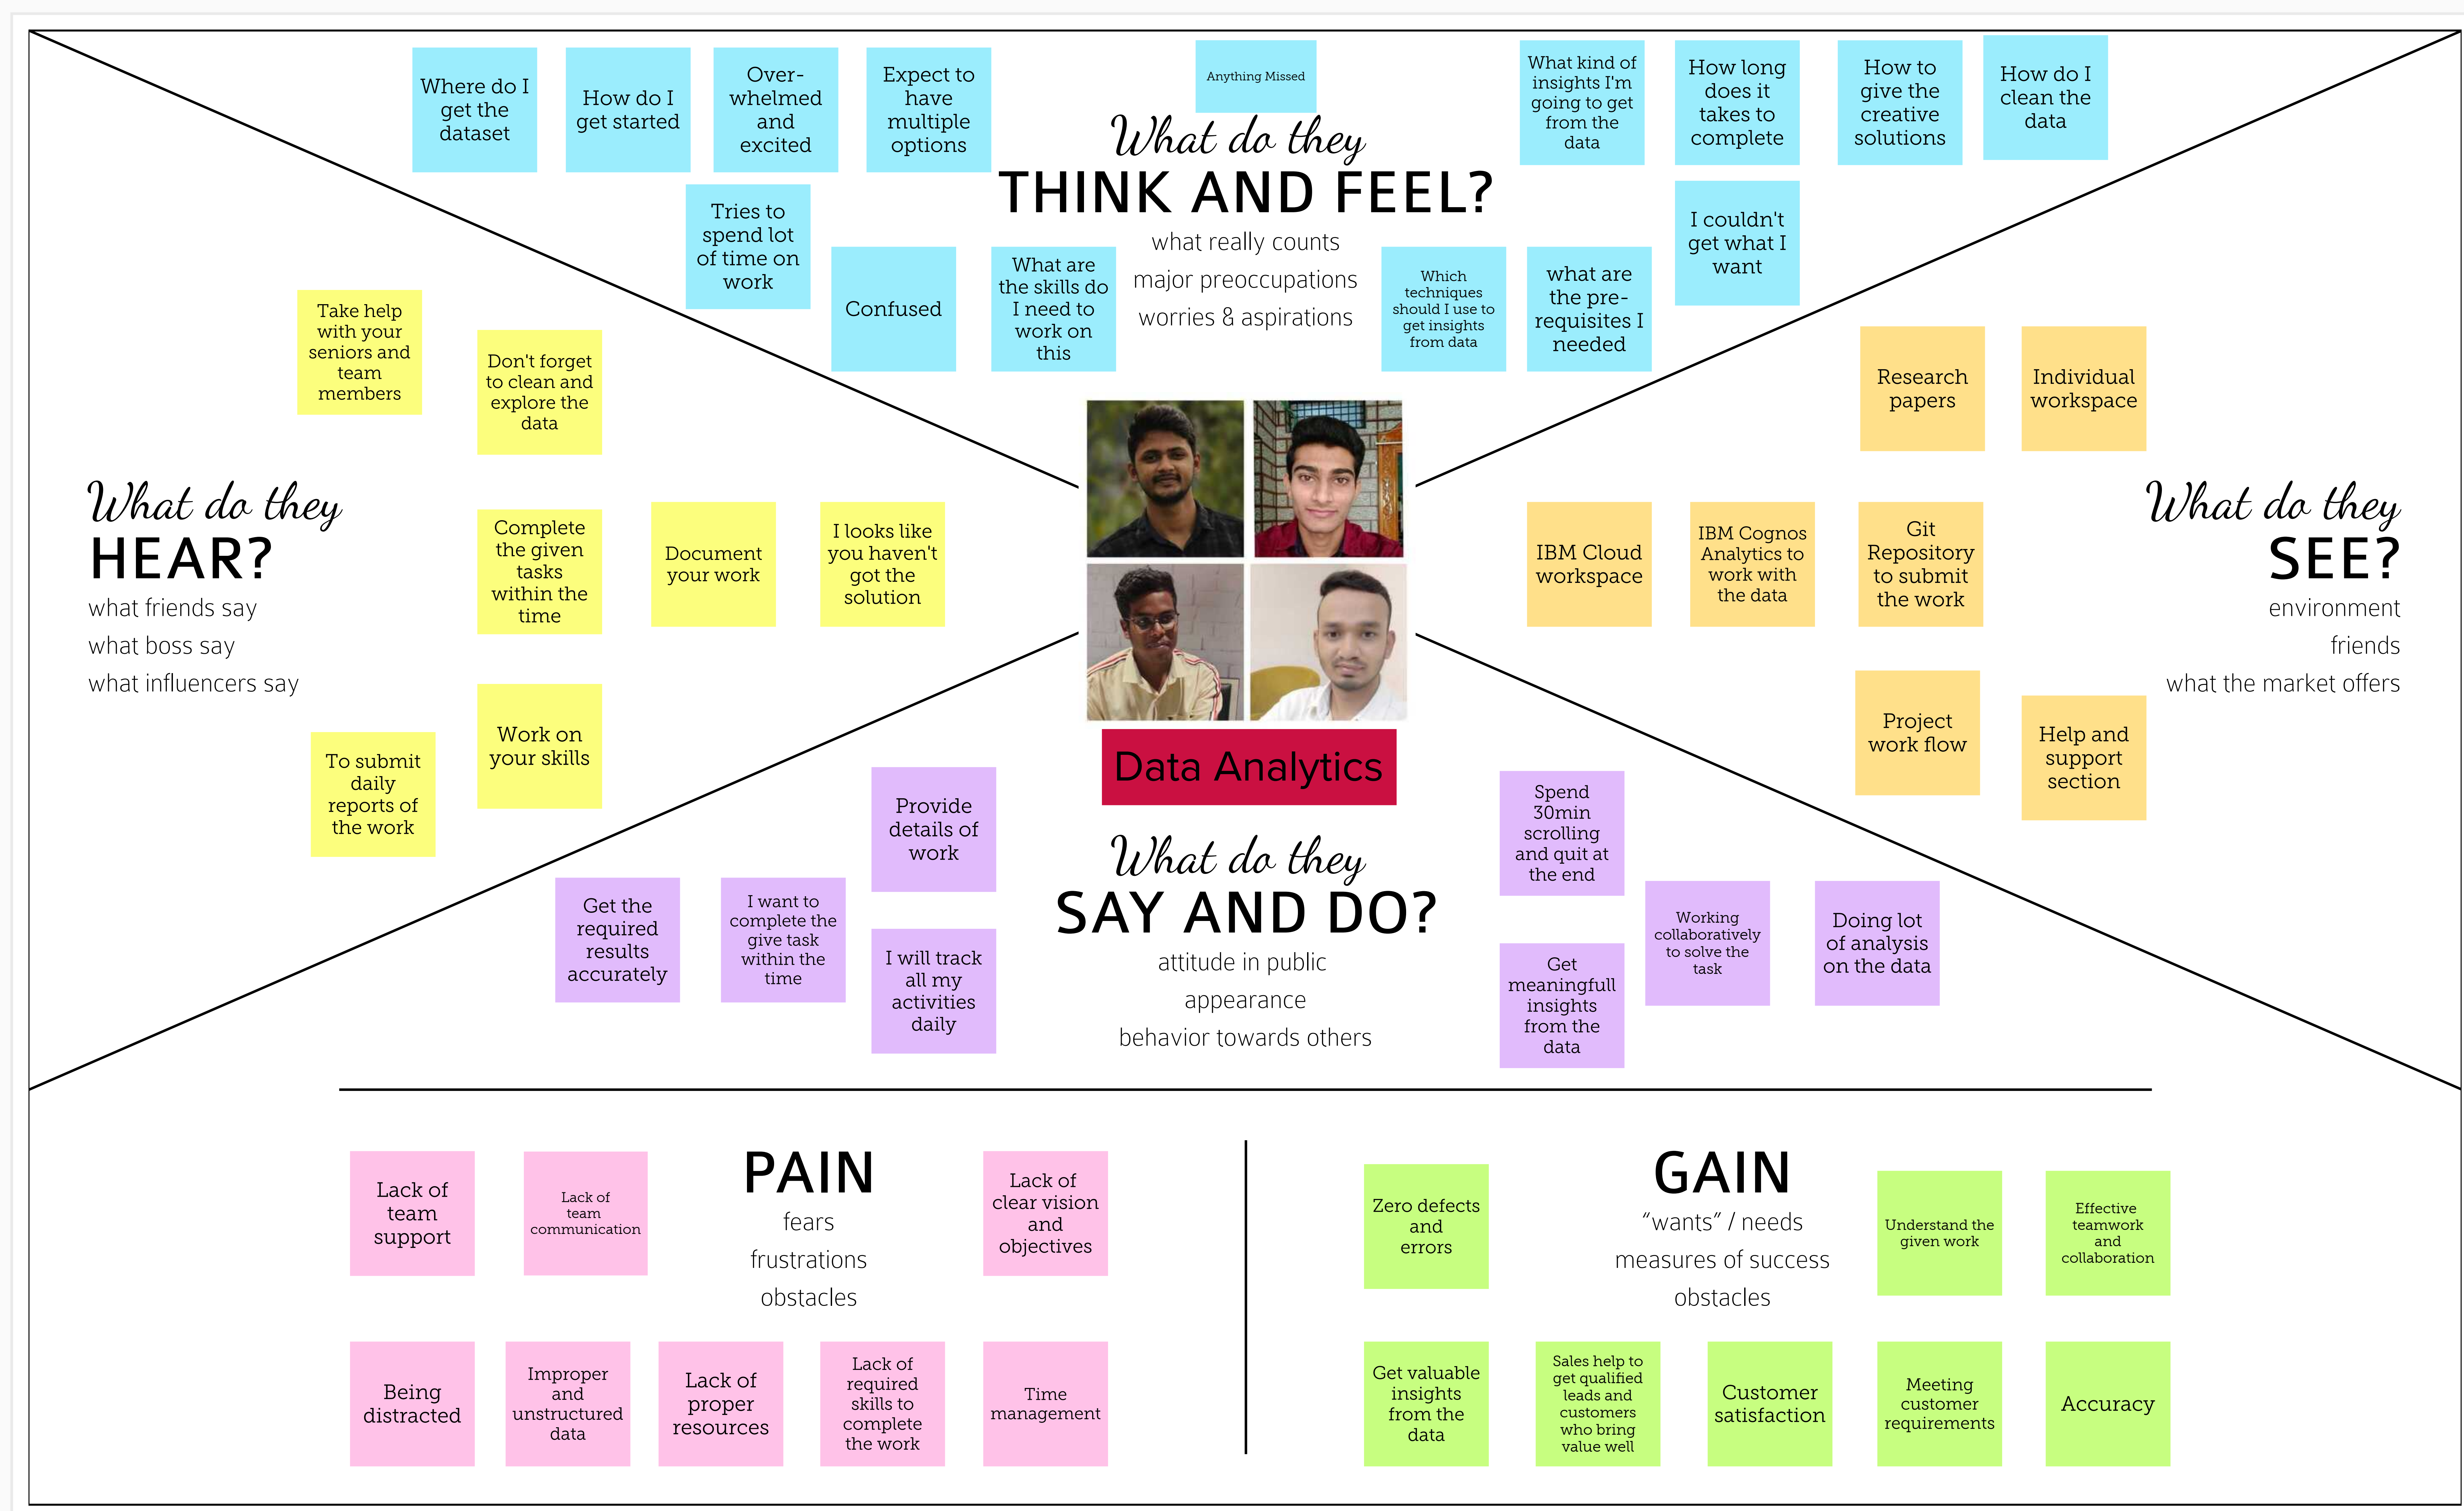 Where do I
get the
dataset
How do I
get started
Over-
whelmed
and
excited
Expect to
have
multiple
options
Anything Missed
What kind of
insights I'm
going to get
from the
data
How long
does it
takes to
complete
How to
give the
creative
solutions
How do I
clean the
data
What do they
THINK AND FEEL?
what really counts
major preoccupations
worries & aspirations
Tries to
spend lot
of time on
work
Confused
What are
the skills do
I need to
work on
this
Which
techniques
should I use to
get insights
from data
what are
the pre-
requisites I
needed
I couldn't
get what I
want
Take help
with your
seniors and
team
members
Don't forget
to clean and
explore the
data
What do they
HEAR?
what friends say
what boss say
what influencers say
Complete
the given
tasks
within the
time
Document
your work
I looks like
you haven't
got the
solution
Work on
your skills
To submit
daily
reports of
the work
Research
papers
Individual
workspace
IBM Cloud
workspace
IBM Cognos
Analytics to
work with
the data
Git
Repository
to submit
the work
What do they
SEE?
environment
friends
what the market offers
Project
work flow
Help and
support
section
Data Analytics
What do they
SAY AND DO?
attitude in public
appearance
behavior towards others
Provide
details of
work
Get the
required
results
accurately
I want to
complete the
give task
within the
time
I will track
all my
activities
daily
Spend
30min
scrolling
and quit at
the end
Working
collaboratively
to solve the
task
Doing lot
of analysis
on the data
Get
meaningfull
insights
from the
data
PAIN
fears
frustrations
obstacles
Lack of
team
support
Lack of
team
communication
Lack of
clear vision
and
objectives
Being
distracted
Improper
and
unstructured
data
Lack of
proper
resources
Lack of
required
skills to
complete
the work
Time
management
GAIN
“wants” / needs
measures of success
obstacles
Zero defects
and
errors
Understand the
given work
Effective
teamwork
and
collaboration
Get valuable
insights
from the
data
Sales help to
get qualified
leads and
customers
who bring
value well
Customer
satisfaction
Meeting
customer
requirements
Accuracy